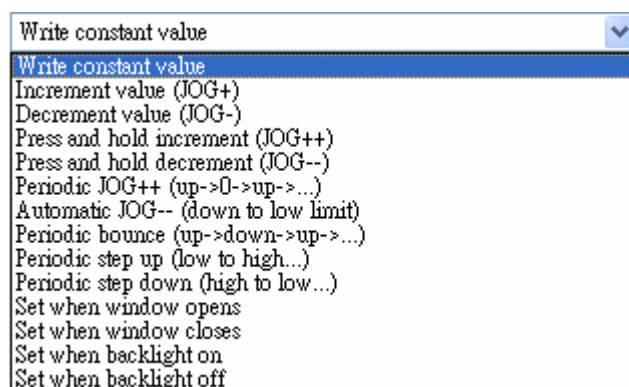 Write constant value
Write constant value
Increment value (JOG+)
Decrement value (JOG-)
Press and hold increment (JOG++)
Press and hold decrement (JOG--)
Periodic JOG++ (up->0->up->...)
Automatic JOG-- (down to low limit)
Periodic bounce (up->down->up->...)
Periodic step up (low to high...)
Periodic step down (high to low...)
Set when window opens
Set when window closes
Set when backlight on
Set when backlight off